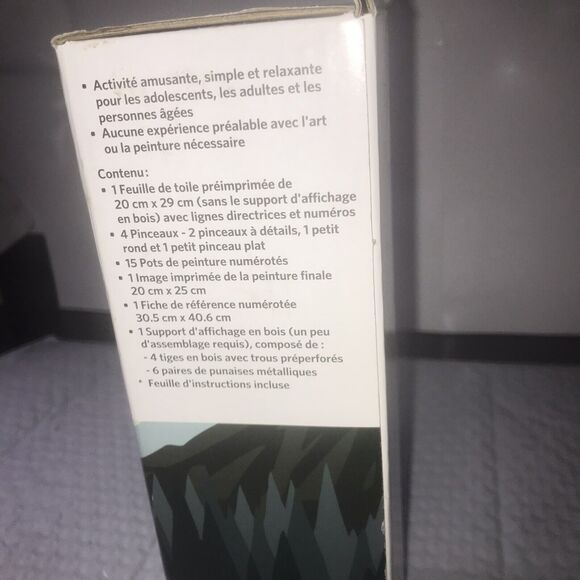 • Activité amusante, simple et relaxante
pour les adolescents, les adultes et les
personnes âgées
• Aucune expérience préalable avec l'art
ou la peinture nécessaire
Contenu:
• 1 Feuille de toile préimprimée de
20 cm x 29 cm (sans le support d'affichage
en bois) avec lignes directrices et numéros
• 4 Pinceaux - 2 pinceaux à détails, 1 petit
rond et 1 petit pinceau plat
• 15 Pots de peinture numérotés
• 1 Image imprimée de la peinture finale
20 cm x 25 cm
• 1 Fiche de référence numérotée
30.5 cm x 40.6 cm
• 1 Support d'affichage en bois (un peu
d'assemblage requis), composé de :
- 4 tiges en bois avec trous préperforés
- 6 paires de punaises métalliques
• Feuille d'instructions incluse